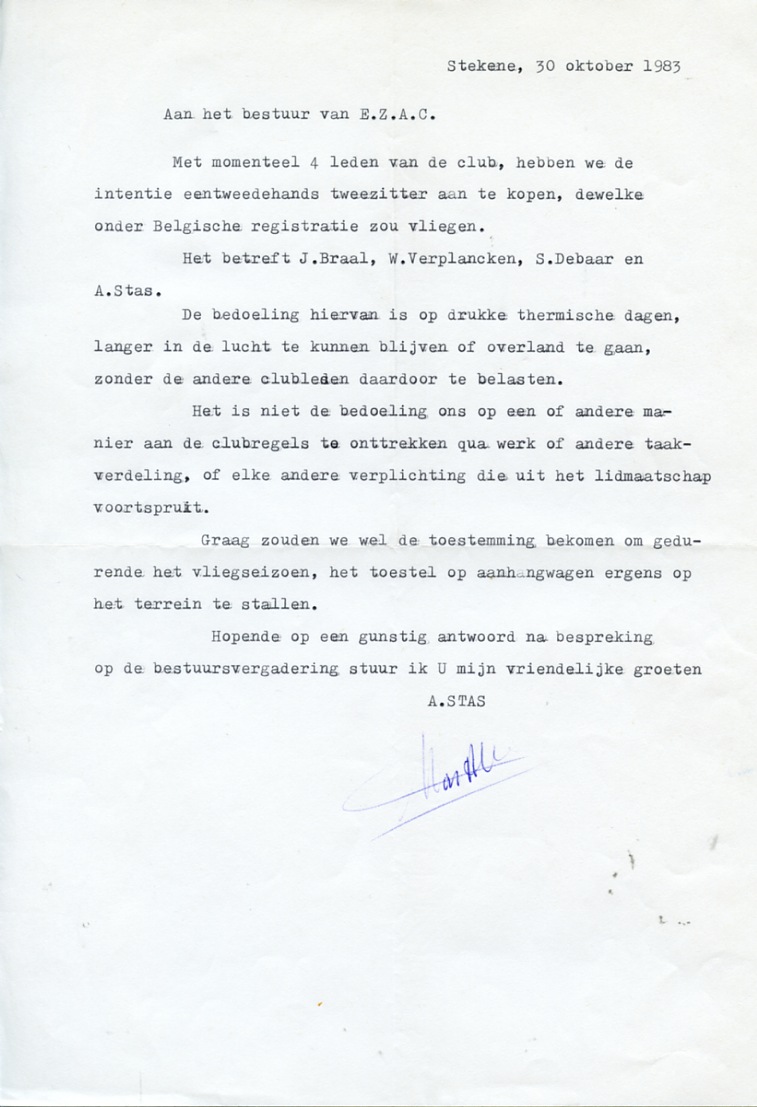 Stekene, 30 oktober 1983
Aan het bestuur van E.Z.A.C.
Met momenteel 4 leden van de club, hebben we de
intentie eentweedehands tweezitter aan te kopen, dewelke
onder Belgische registratie zou vliegen.
Het betreft J.Braal, W.Verplancken, S.Debaar en
A.Stas.
De bedoeling hiervan is op drukke thermische dagen,
langer in de lucht te kunnen blijven of overland te gaan,
zonder de andere clubleden daardoor te belasten.
Het is niet de bedoeling ons op een of andere ma-
nier aan de clubregels te onttrekken qua werk of andere taak-
verdeling, of elke andere verplichting die uit het lidmaatschap
voortspruit.
Graag zouden we wel de toestemming bekomen om gedu-
rende het vliegseizoen, het toestel op aanhangwagen ergens op
het terrein te stallen.
Hopende op een gunstig antwoord na bespreking
op de bestuursvergadering stuur ik U mijn vriendelijke groeten
A.STAS